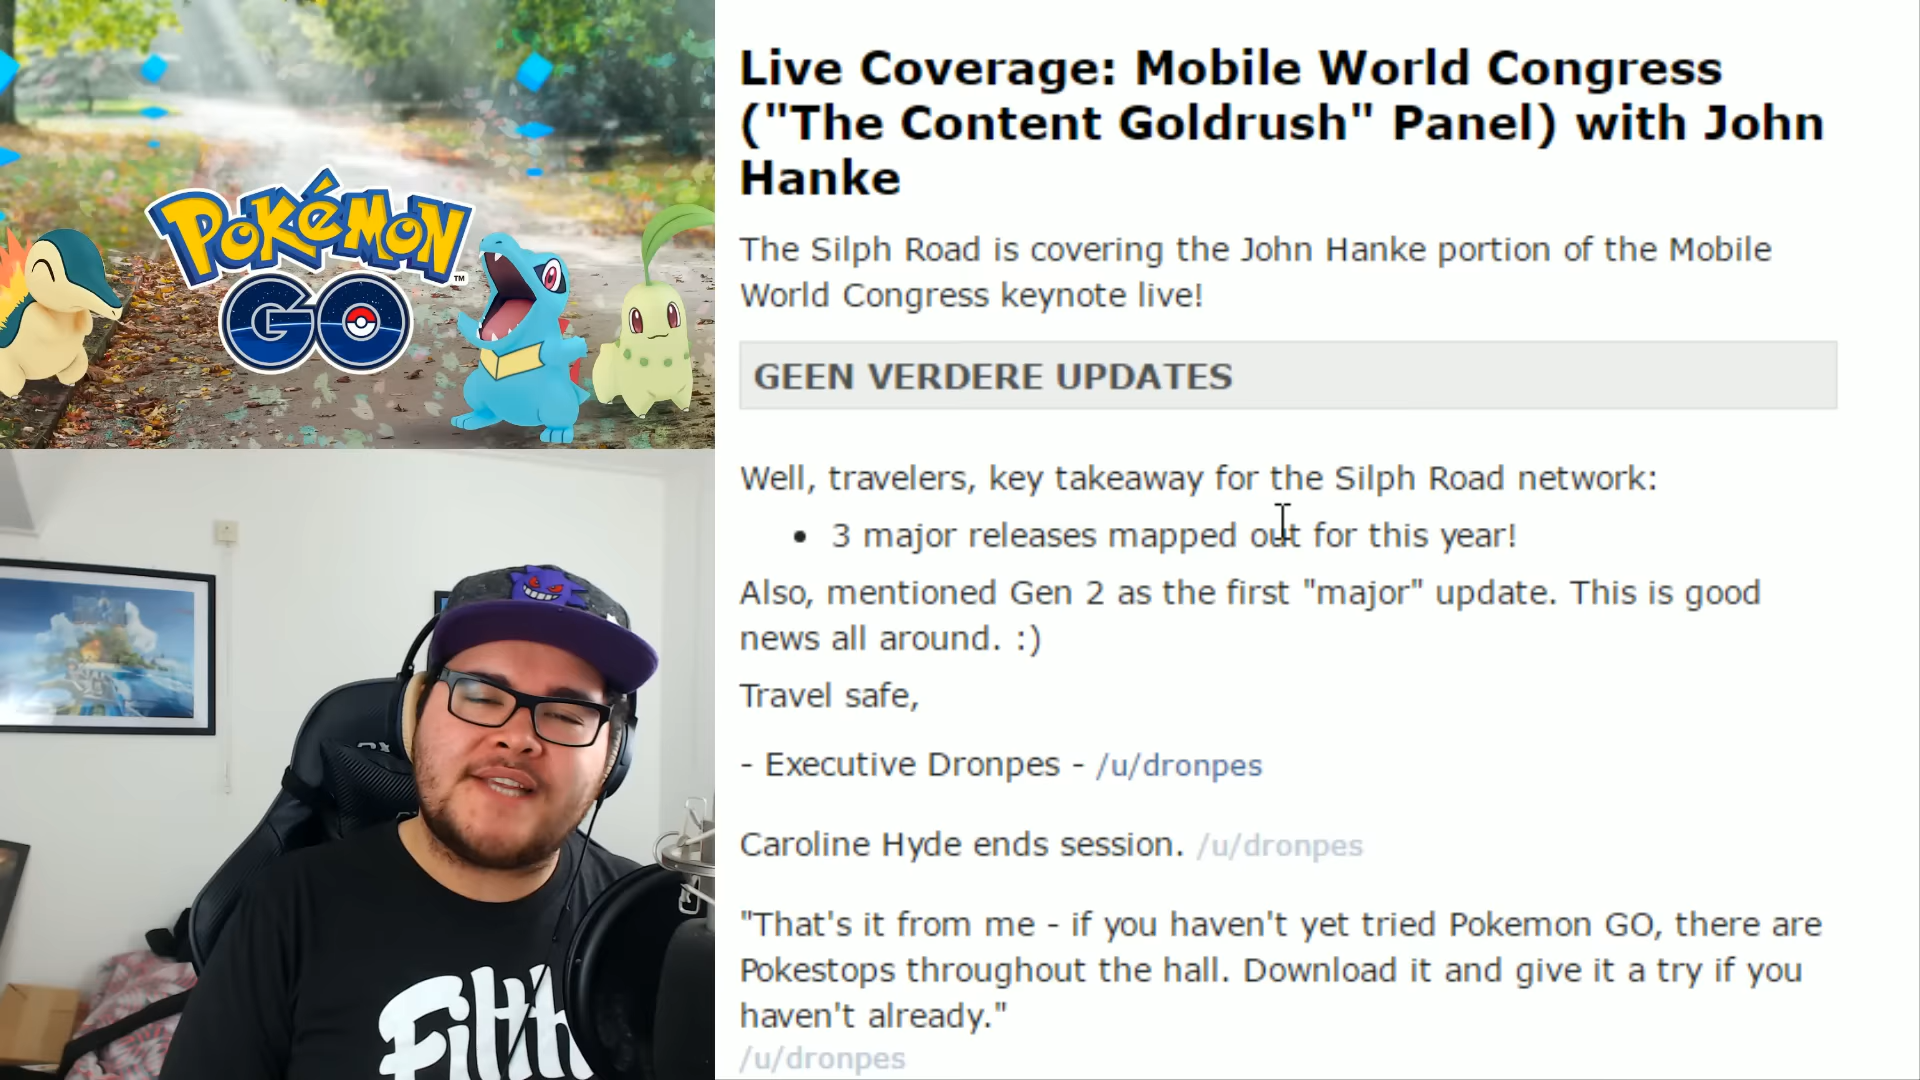 POKéMON
GO
TM
Filth
Live Coverage: Mobile World Congress
("The Content Goldrush" Panel) with John
Hanke
The Silph Road is covering the John Hanke portion of the Mobile
World Congress keynote live!
GEEN VERDERE UPDATES
Well, travelers, key takeaway for the Silph Road network:
• 3 major releases mapped out for this year!
Also, mentioned Gen 2 as the first "major" update. This is good
news all around. :)
Travel safe,
- Executive Dronpes - /u/dronpes
Caroline Hyde ends session. /u/dronpes
"That's it from me - if you haven't yet tried Pokemon GO, there are
Pokestops throughout the hall. Download it and give it a try if you
haven't already."
/u/dronpes